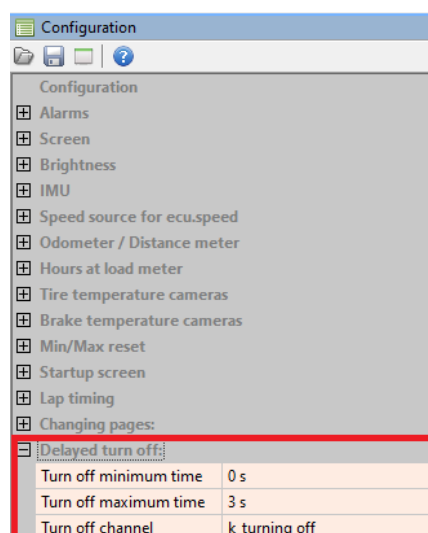 Configuration
Configuration
Alarms
Screen
Brightness
IMU
Speed source for ecu.speed
Odometer / Distance meter
Hours at load meter
Tire temperature cameras
Brake temperature cameras
Min/Max reset
Startup screen
Lap timing
Changing pages:
Delayed turn off:
Turn off minimum time 0 s
Turn off maximum time 3 s
Turn off channel k turning off